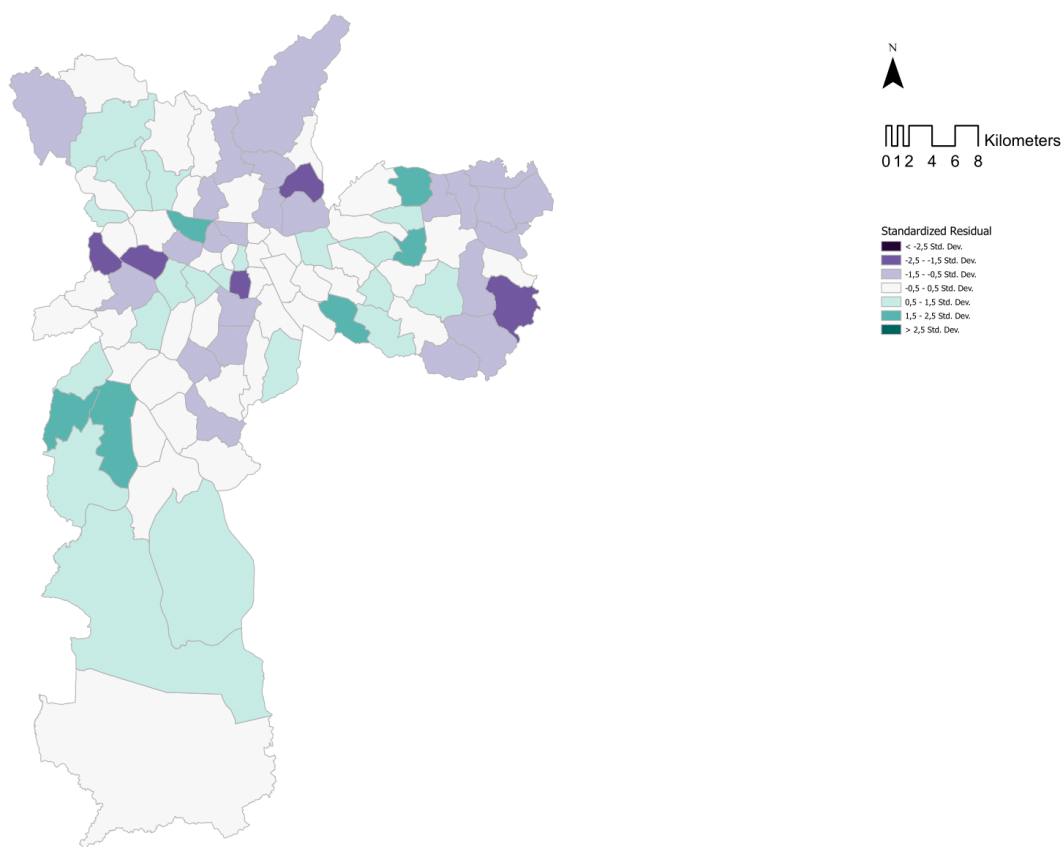 N
Kilometers
0 1 2 4 6 8
Standardized Residual
< -2,5 Std. Dev.
-2,5 - -1,5 Std. Dev.
-1,5 - -0,5 Std. Dev.
-0,5 - 0,5 Std. Dev.
0,5 - 1,5 Std. Dev.
1,5 - 2,5 Std. Dev.
> 2,5 Std. Dev.